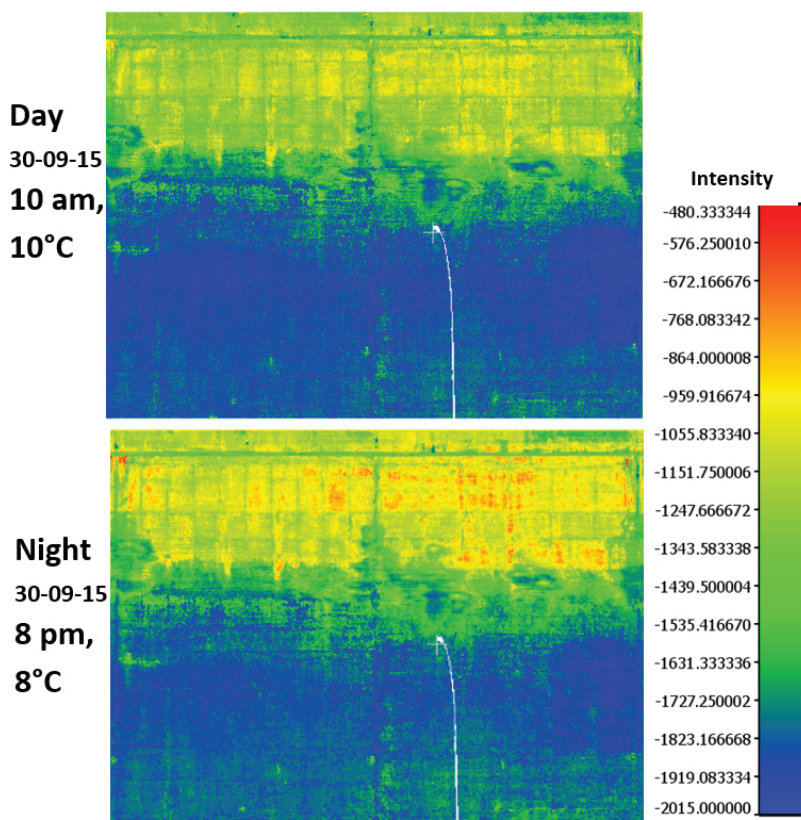 Day
30-09-15
10 am,
10°C
Night
30-09-15
8 pm,
8°C
Intensity
-480.333344
-576.250010
-672.166676
-768.083342
-864.000008
-959.916674
-1055.833340
-1151.750006
-1247.666672
-1343.583338
-1439.500004
-1535.416670
-1631.333336
-1727.250002
-1823.166668
-1919.083334
-2015.000000